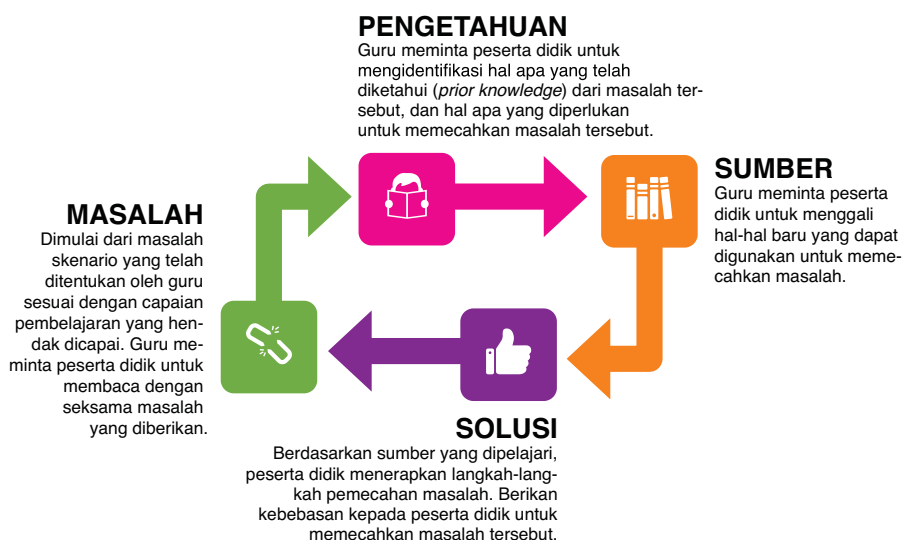 PENGETAHUAN
Guru meminta peserta didik untuk
mengidentifikasi hal apa yang telah
diketahui (prior knowledge) dari masalah ter-
sebut, dan hal apa yang diperlukan
untuk memecahkan masalah tersebut.
SUMBER
Guru meminta peserta
didik untuk menggali
hal-hal baru yang dapat
digunakan untuk meme-
cahkan masalah.
MASALAH
Dimulai dari masalah
skenario yang telah
ditentukan oleh guru
sesuai dengan capaian
pembelajaran yang hen-
dak dicapai. Guru me-
minta peserta didik untuk
membaca dengan
seksama masalah
yang diberikan.
SOLUSI
Berdasarkan sumber yang dipelajari,
peserta didik menerapkan langkah-lang-
kah pemecahan masalah. Berikan
kebebasan kepada peserta didik untuk
memecahkan masalah tersebut.